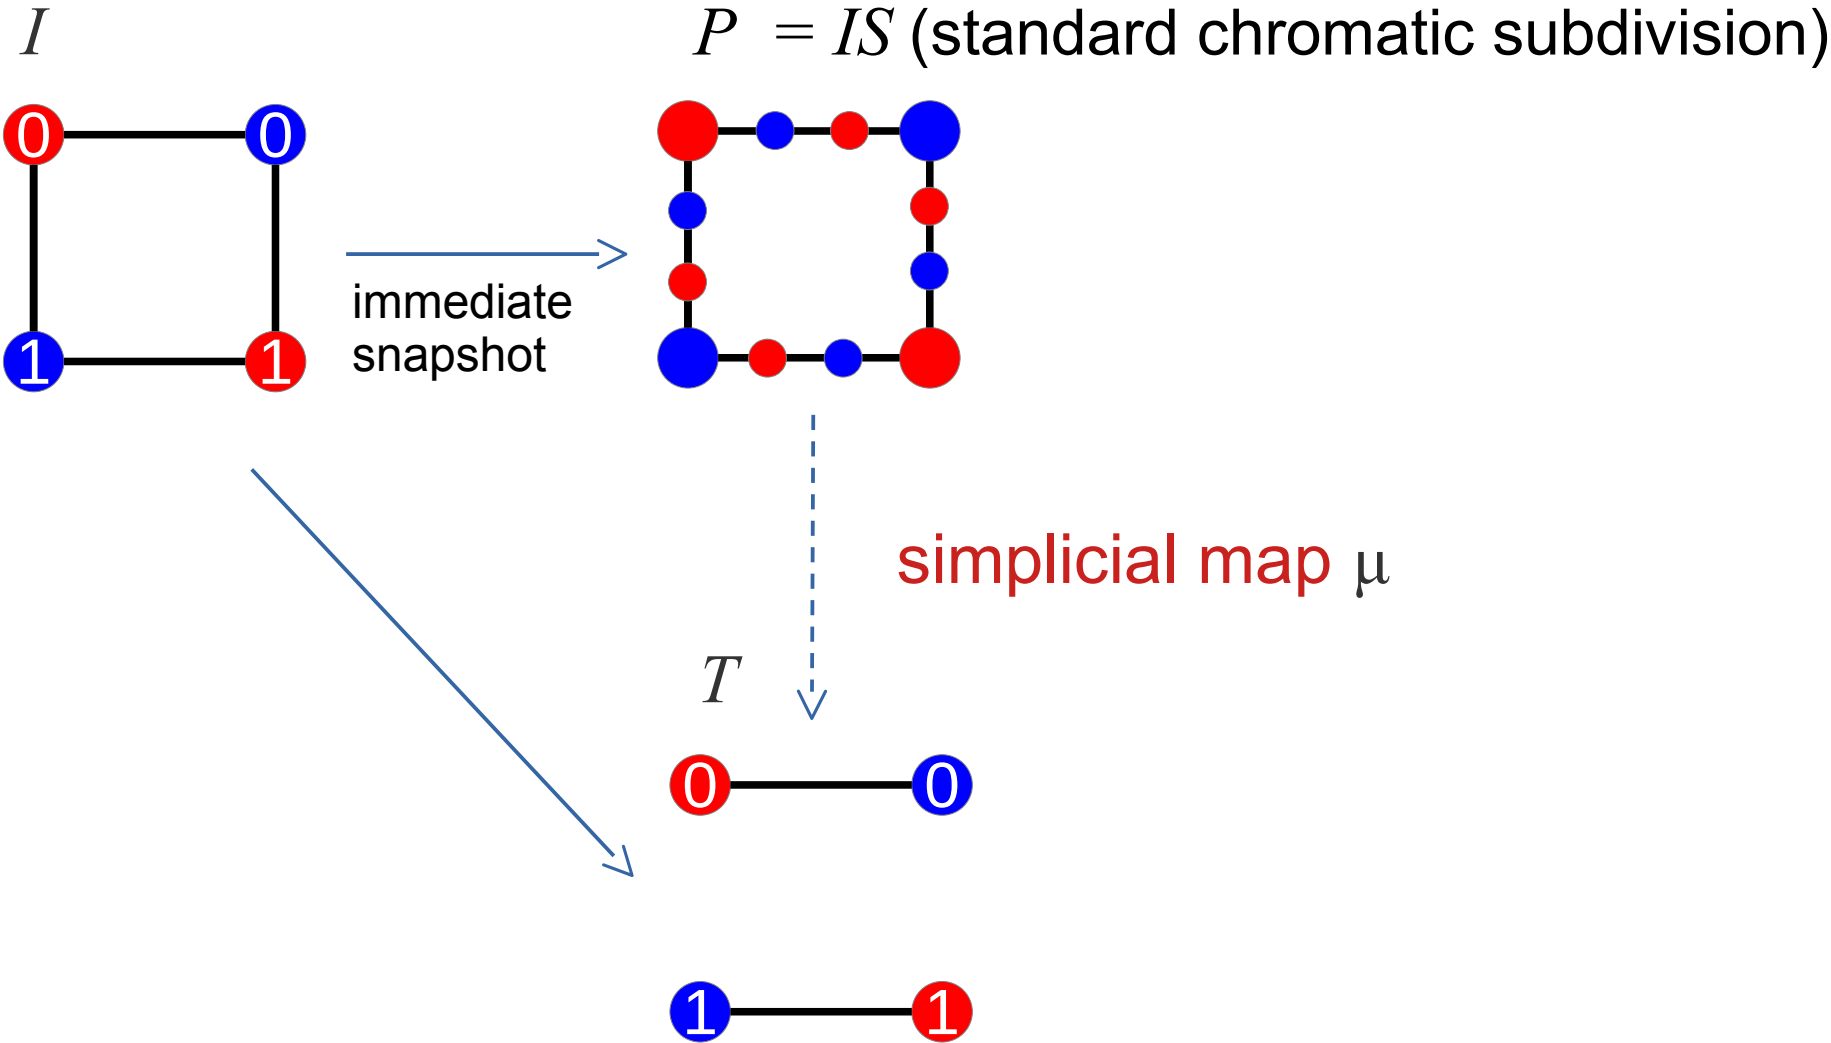 I
P = IS (standard chromatic subdivision)
0 0
1 1
immediate
snapshot
simplicial map μ
T
0 0
1 1